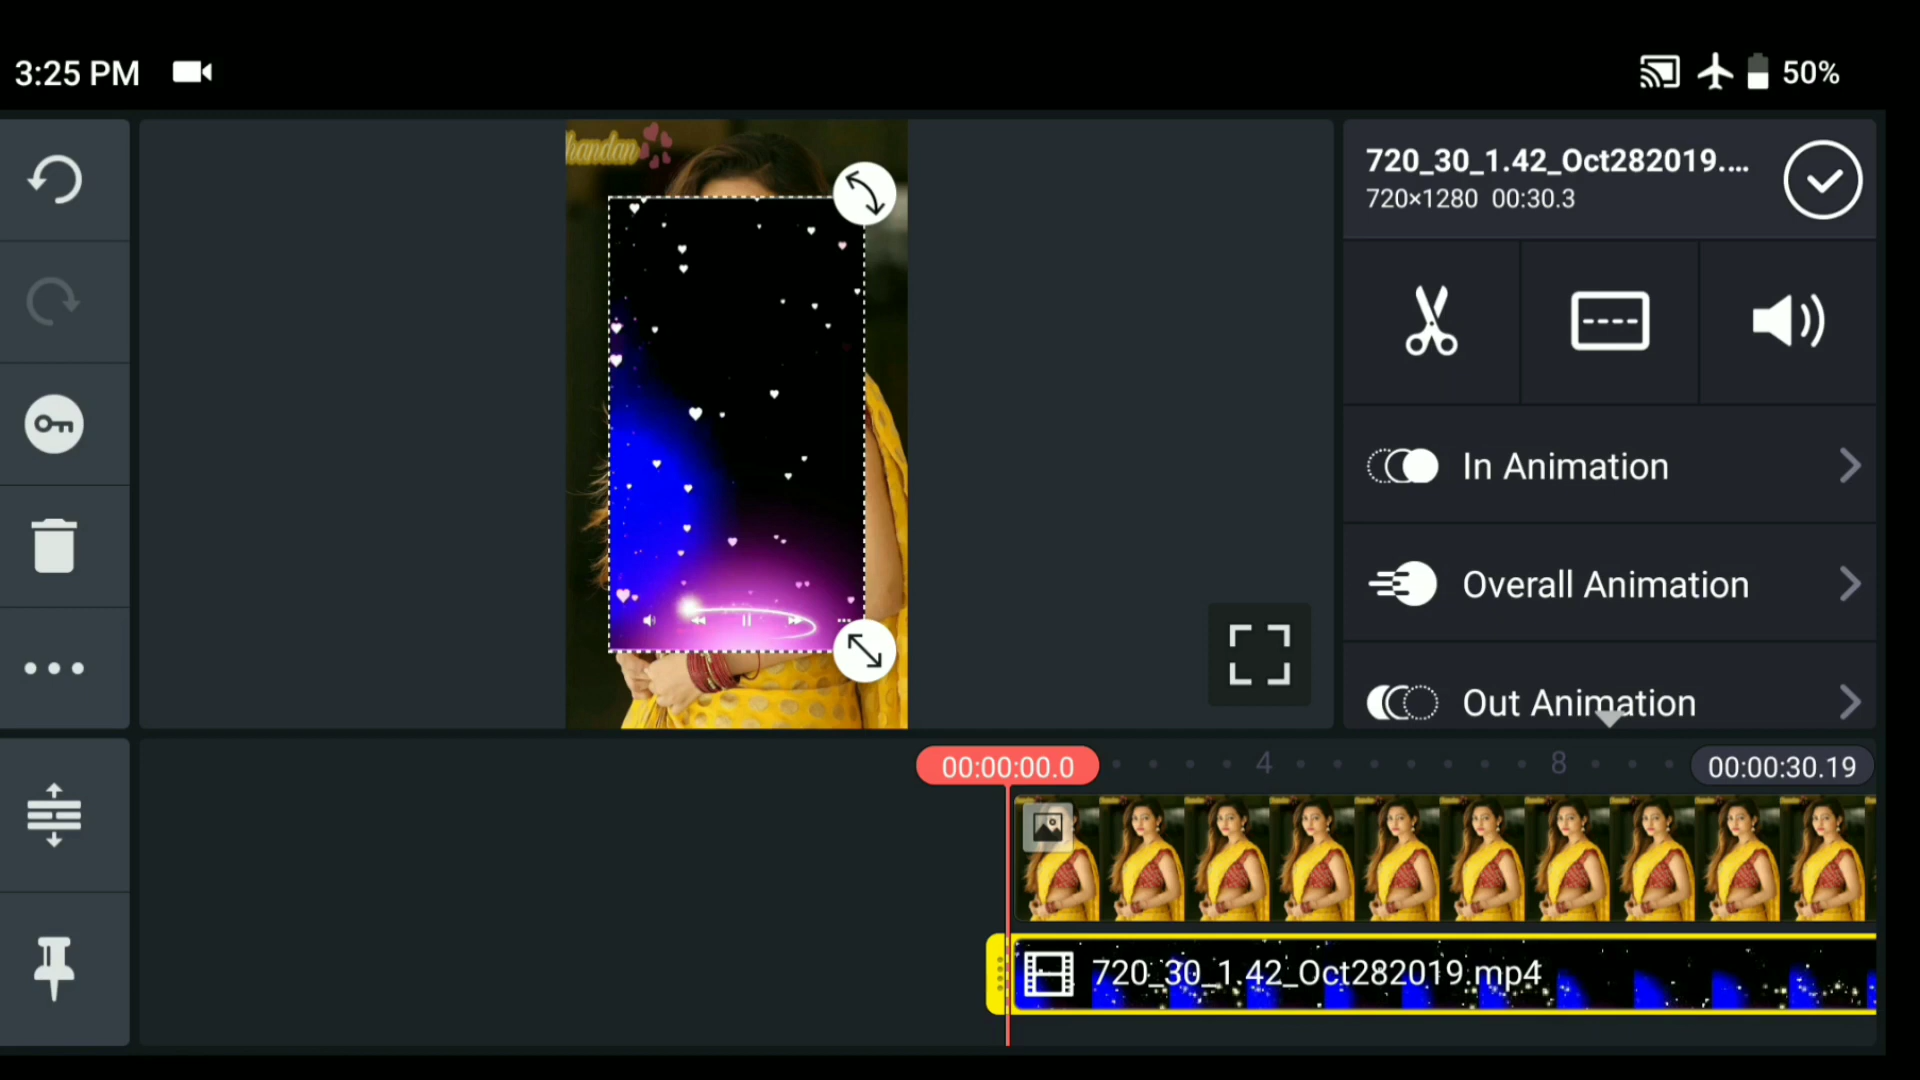 3:25 PM
50%
handan
720_30_1.42_Oct282019....
720×1280 00:30.3
In Animation
Overall Animation
Out Animation
00:00:00.0
4
8
00:00:30.19
720_30_1.42_Oct282019.mp4